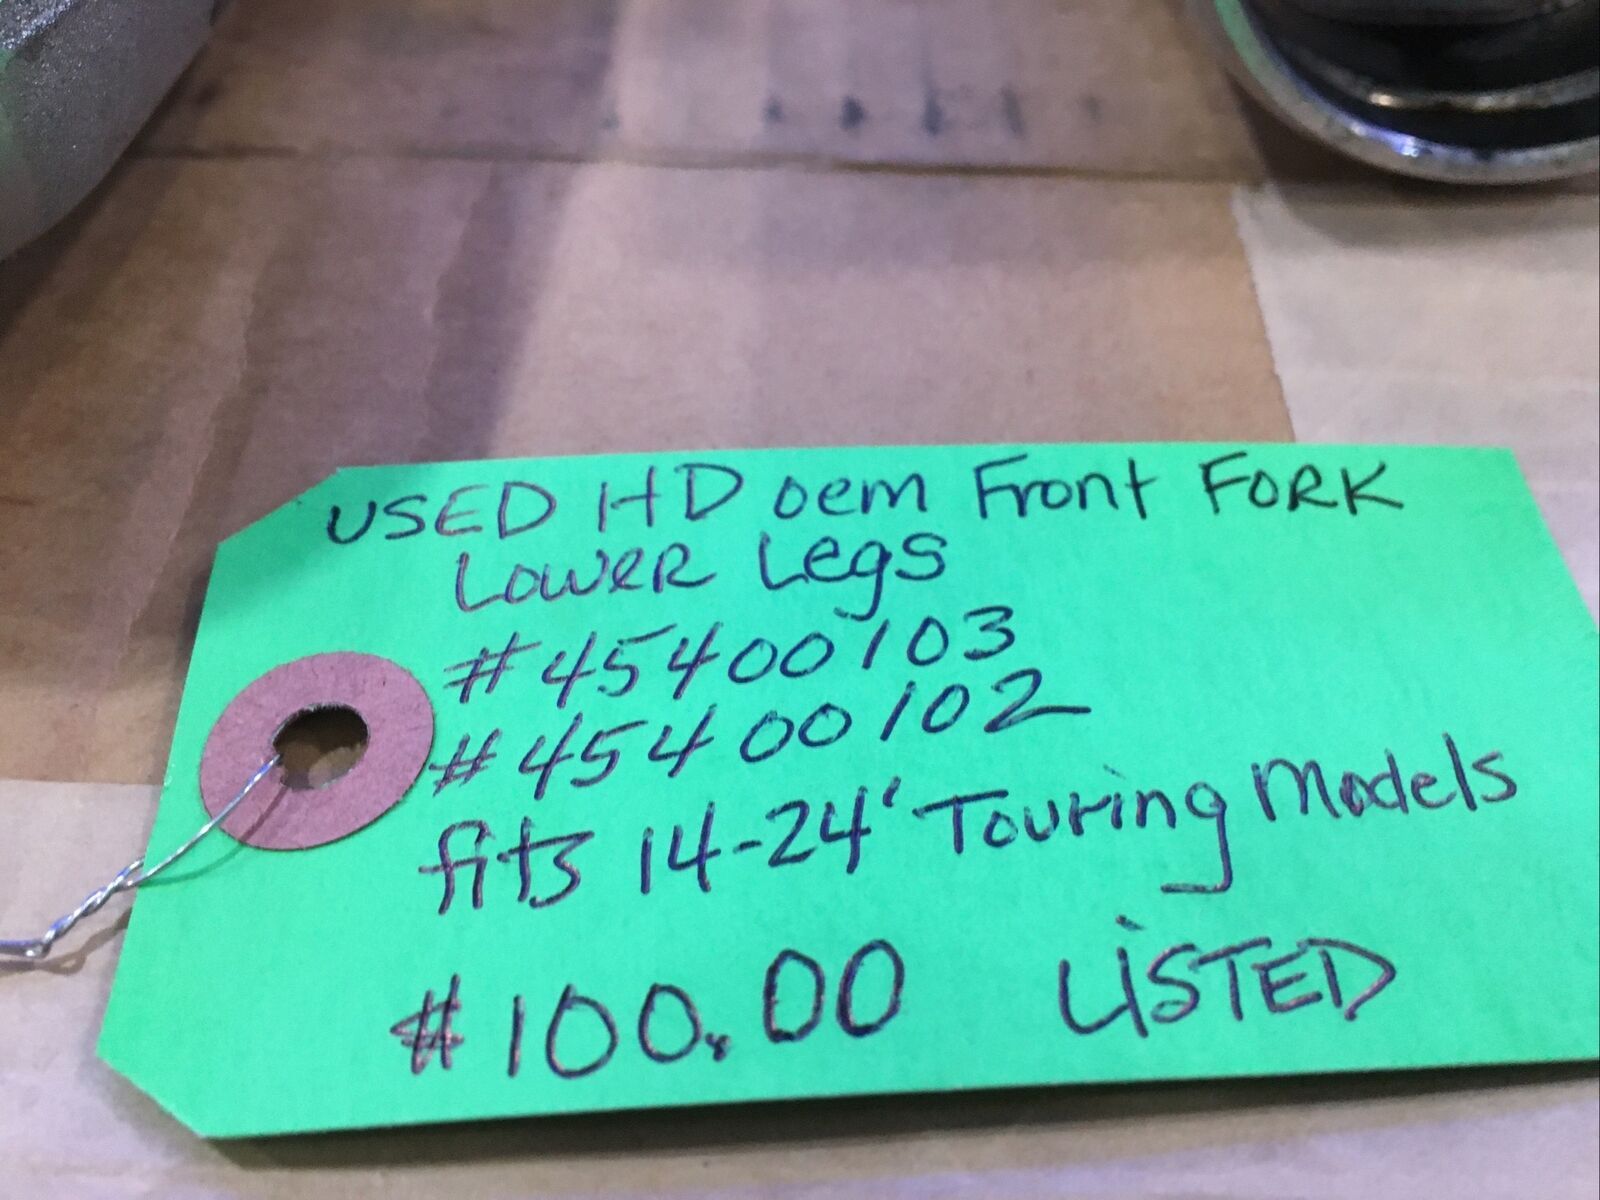 USED HD oem Front FORK
LOWER Legs
#45400103
#45400102
fits 14-24' Touring Models
$100.00 LISTED